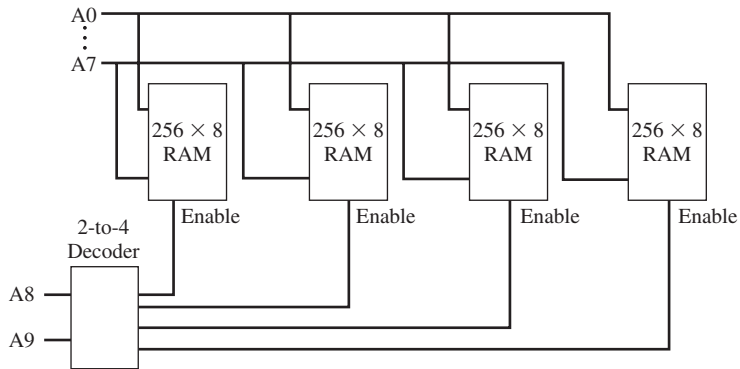 A0
A7
256 × 8
RAM
256 × 8
RAM
256 × 8
RAM
256 × 8
RAM
Enable
Enable
Enable
Enable
2-to-4
Decoder
A8
A9